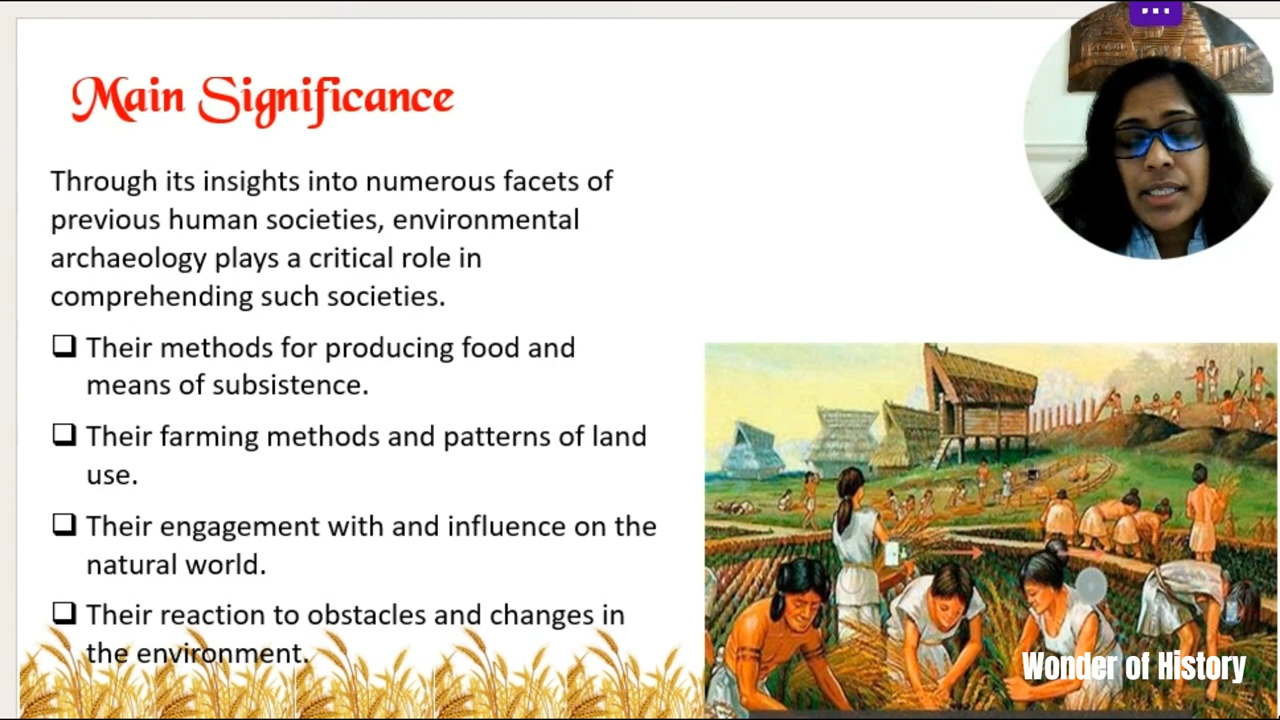 Main Significance
Through its insights into numerous facets of
previous human societies, environmental
archaeology plays a critical role in
comprehending such societies.
Their methods for producing food and
means of subsistence.
Their farming methods and patterns of land
use.
Their engagement with and influence on the
natural world.
Their reaction to obstacles and changes in
the environment.
Wonder of History